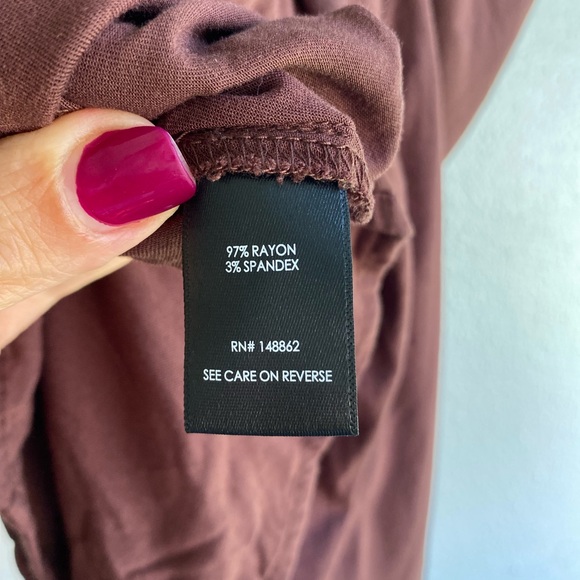 97% RAYON
3% SPANDEX
RN# 148862
SEE CARE ON REVERSE